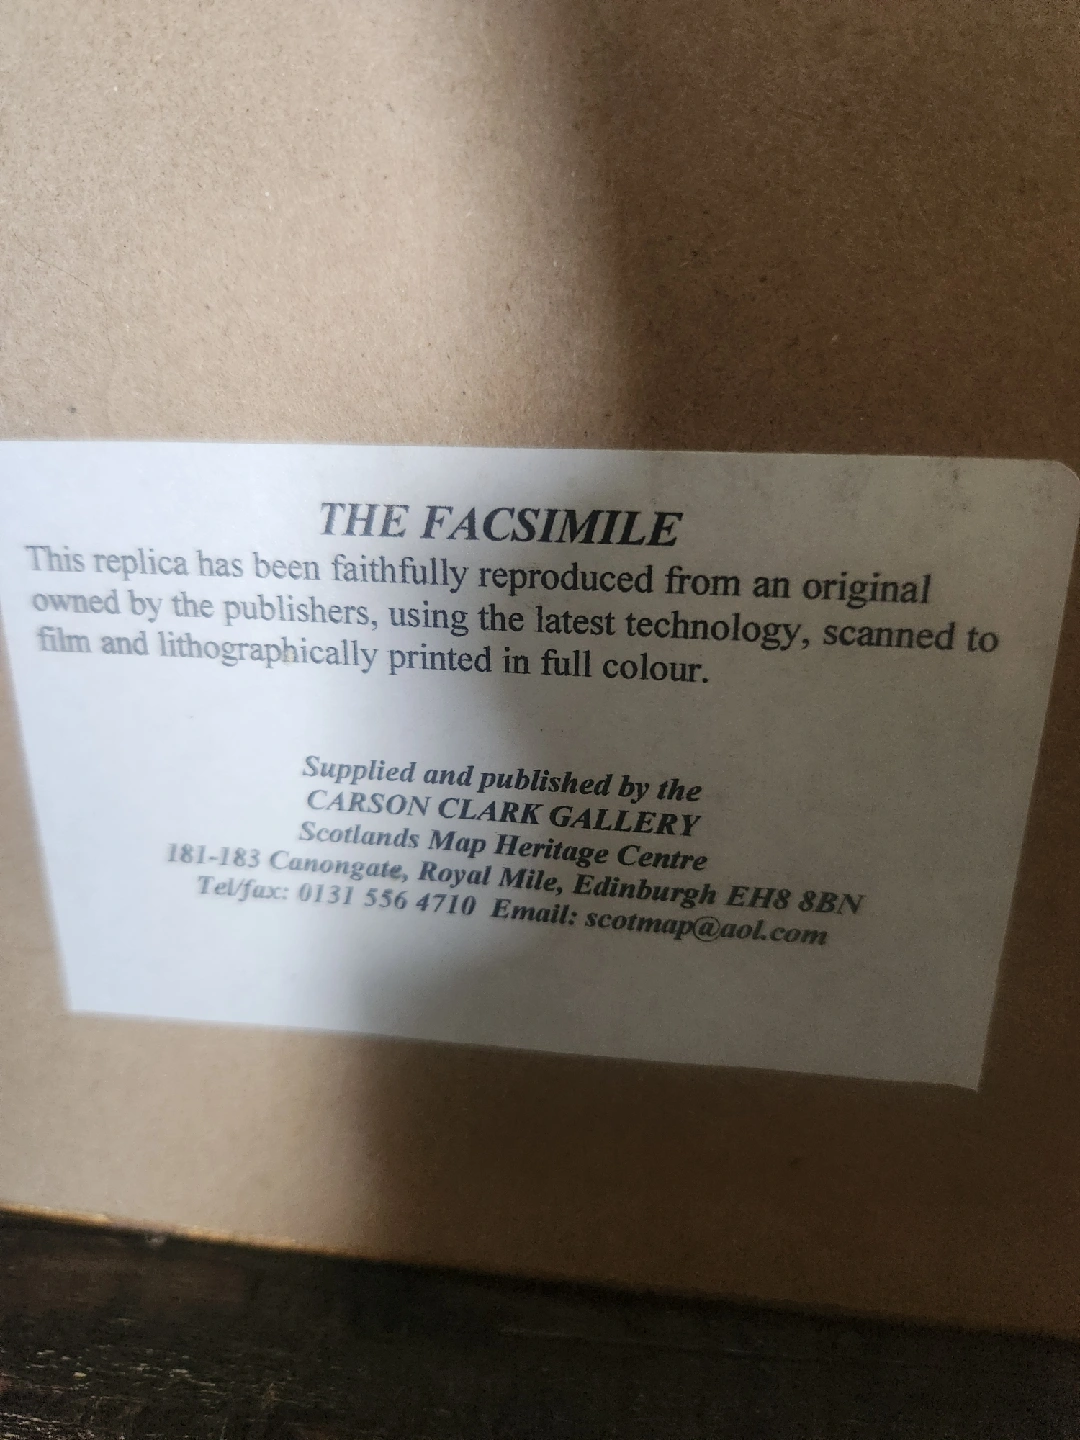 THE FACSIMILE
This replica has been faithfully reproduced from an original
owned by the publishers, using the latest technology, scanned to
film and lithographically printed in full colour.
Supplied and published by the
CARSON CLARK GALLERY
Scotlands Map Heritage Centre
181-183 Canongate, Royal Mile, Edinburgh EH8 8BN
Tel/fax: 0131 556 4710 Email: scotmap@aol.com